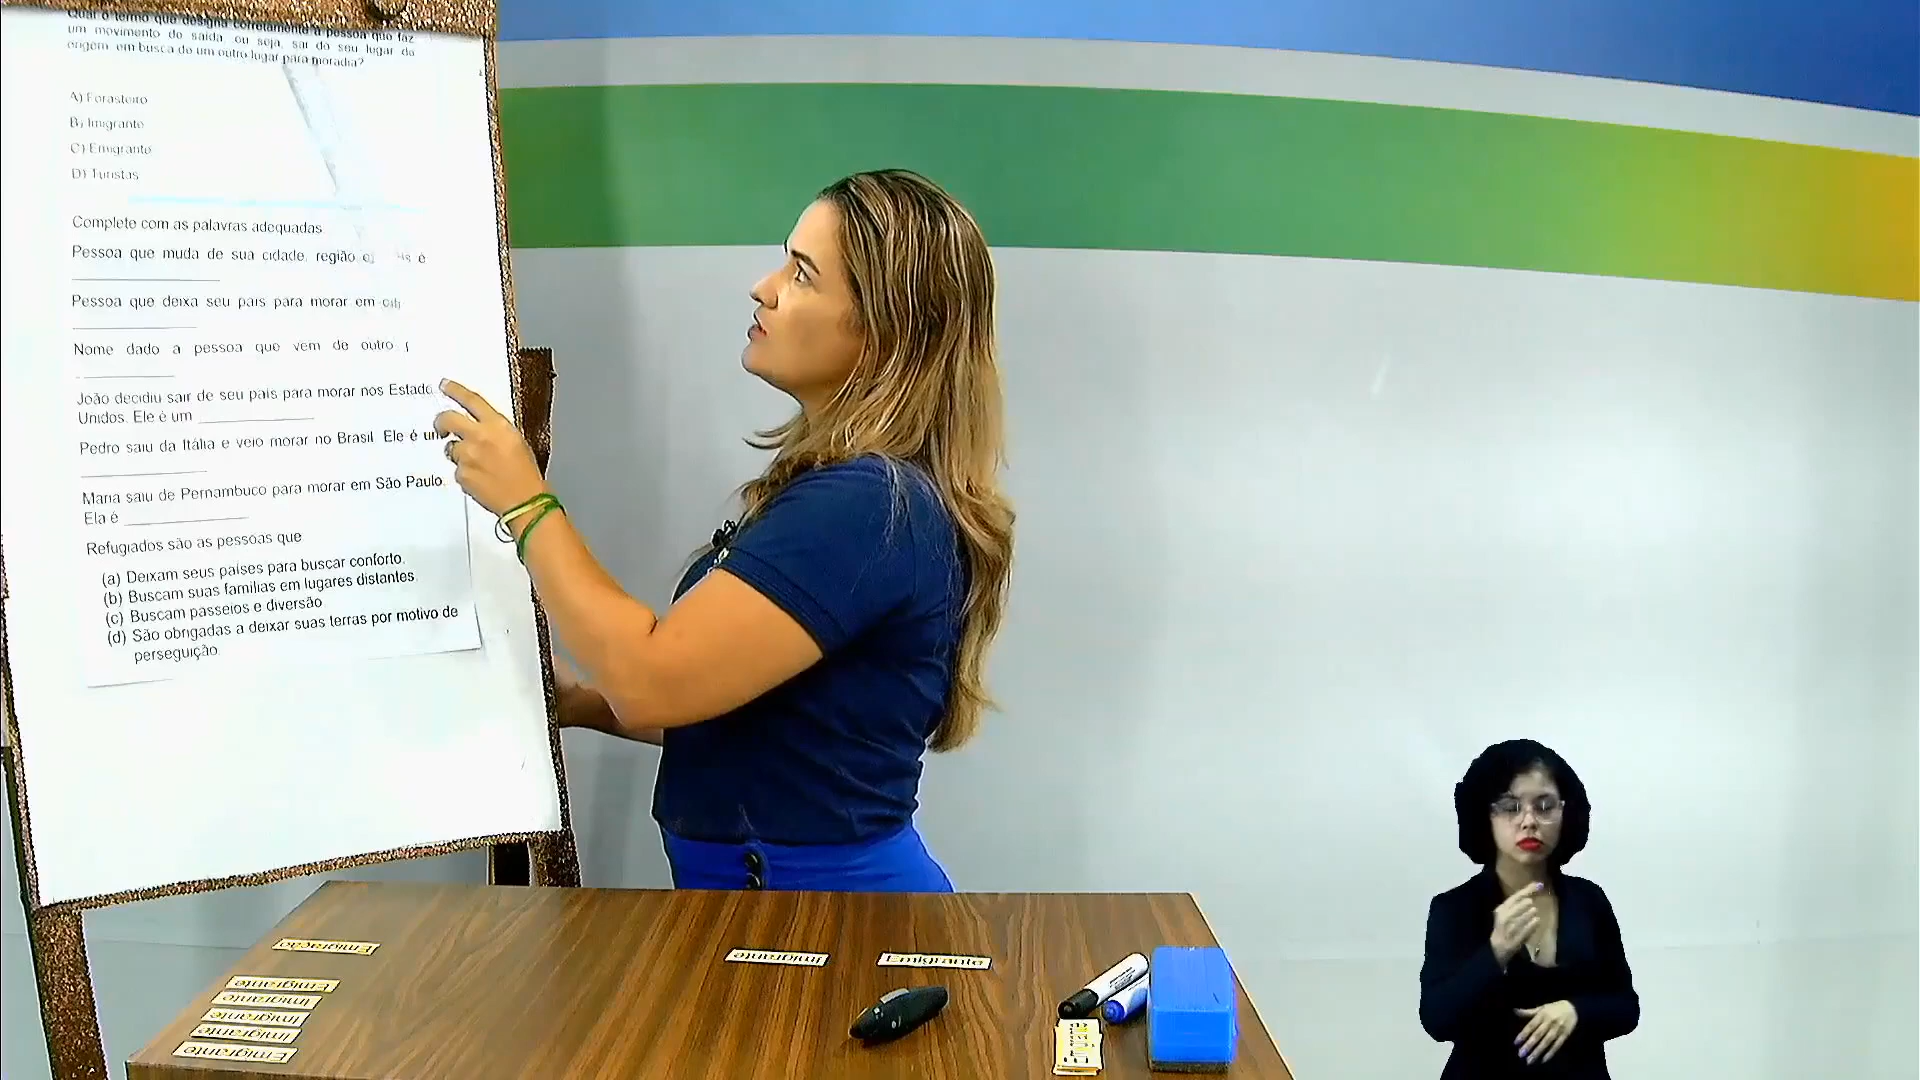 Qual o termo que designa corretamente a pessoa que faz
um movimento de saída, ou seja, sai do seu lugar de
origem em busca de um outro lugar para moradia?
A) Forasteiro
B) Imigrante
C) Emigrante
D) Turistas
Complete com as palavras adequadas
Pessoa que muda de sua cidade, região é
Pessoa que deixa seu país para morar em
Nome dado a pessoa que vem de outro
João decidiu sair de seu país para morar nos Estado
Unidos. Ele é um
Pedro saiu da Itália e veio morar no Brasil. Ele é um
Maria saiu de Pernambuco para morar em São Paulo.
Ela é
Refugiados são as pessoas que
(a) Deixam seus países para buscar conforto.
(b) Buscam suas famílias em lugares distantes.
(c) Buscam passeios e diversão
(d) São obrigadas a deixar suas terras por motivo de
perseguição.
Emigração
Imigrante
Emigrante
Emigrante
Imigrante
Imigrante
Imigrante
Emigrante